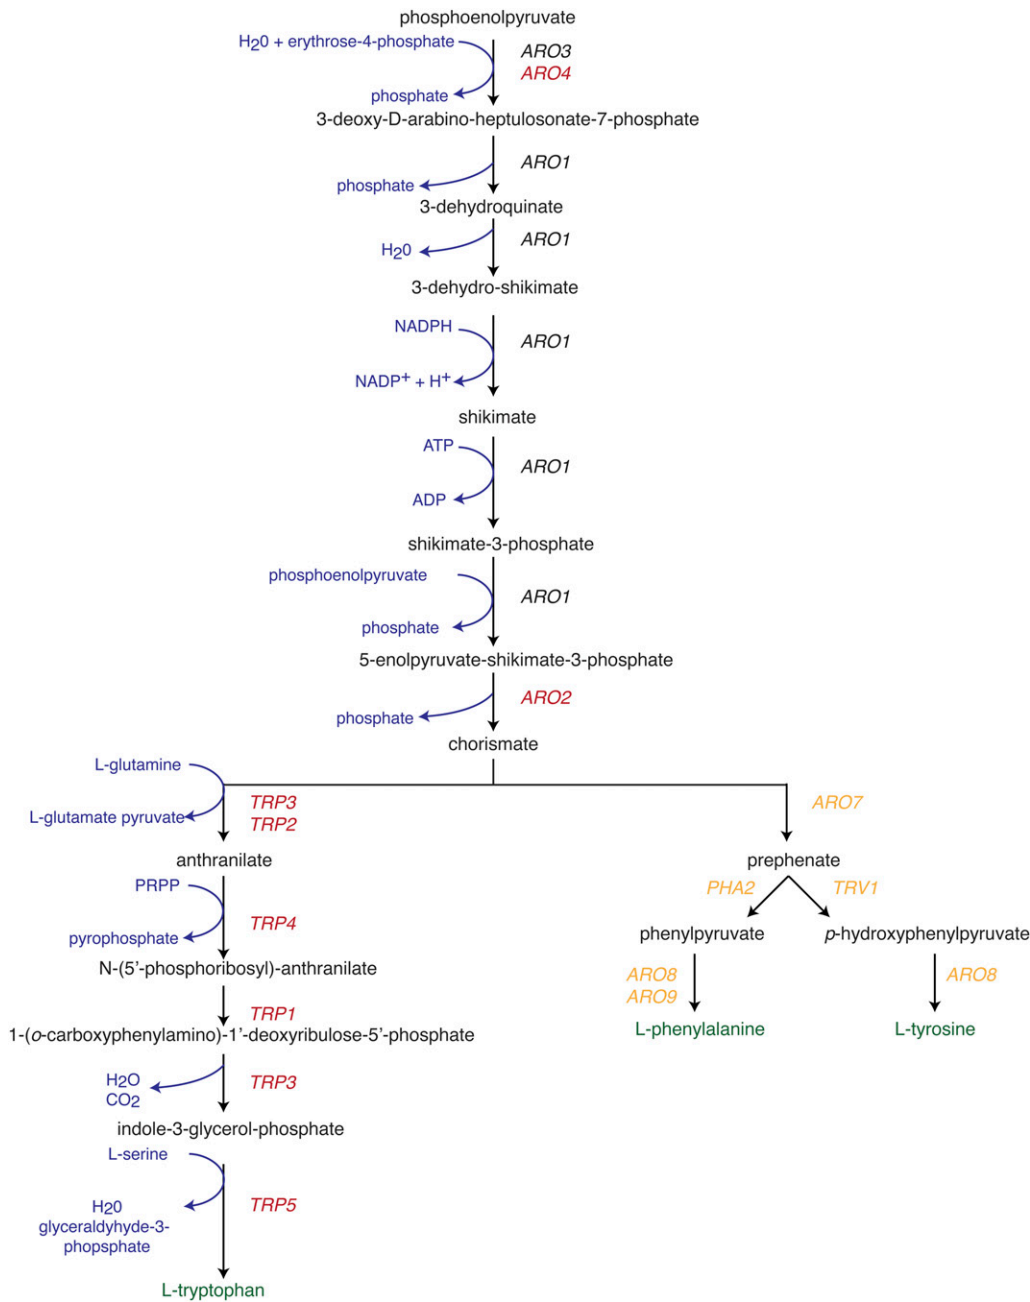 phosphoenolpyruvate
H20 + erythrose-4-phosphate
ARO3
ARO4
phosphate
3-deoxy-D-arabino-heptulosonate-7-phosphate
ARO1
phosphate
3-dehydroquinate
ARO1
H20
3-dehydro-shikimate
NADPH
ARO1
NADP+ + H+
shikimate
ATP
ARO1
ADP
shikimate-3-phosphate
phosphoenolpyruvate
ARO1
phosphate
5-enolpyruvate-shikimate-3-phosphate
ARO2
phosphate
chorismate
L-glutamine
TRP3
ARO7
L-glutamate pyruvate
TRP2
anthranilate
prephenate
PRPP
PHA2
TRV1
TRP4
pyrophosphate
phenylpyruvate
p-hydroxyphenylpyruvate
N-(5'-phosphoribosyl)-anthranilate
ARO8
ARO8
ARO9
TRP1
1-(o-carboxyphenylamino)-1'-deoxyribulose-5'-phosphate
L-phenylalanine
L-tyrosine
H2O
TRP3
CO2
indole-3-glycerol-phosphate
L-serine
TRP5
H20
glyceraldyhyde-3-
phopsphate
L-tryptophan